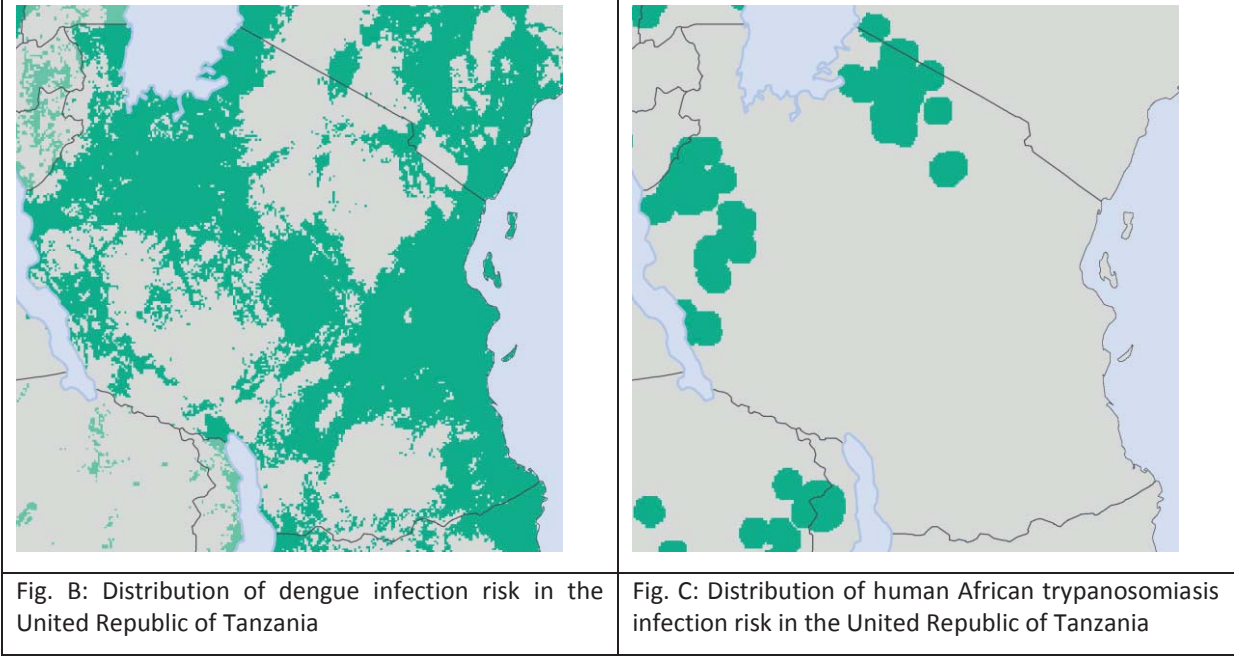 Fig. B: Distribution of dengue infection risk in the
United Republic of Tanzania
Fig. C: Distribution of human African trypanosomiasis
infection risk in the United Republic of Tanzania